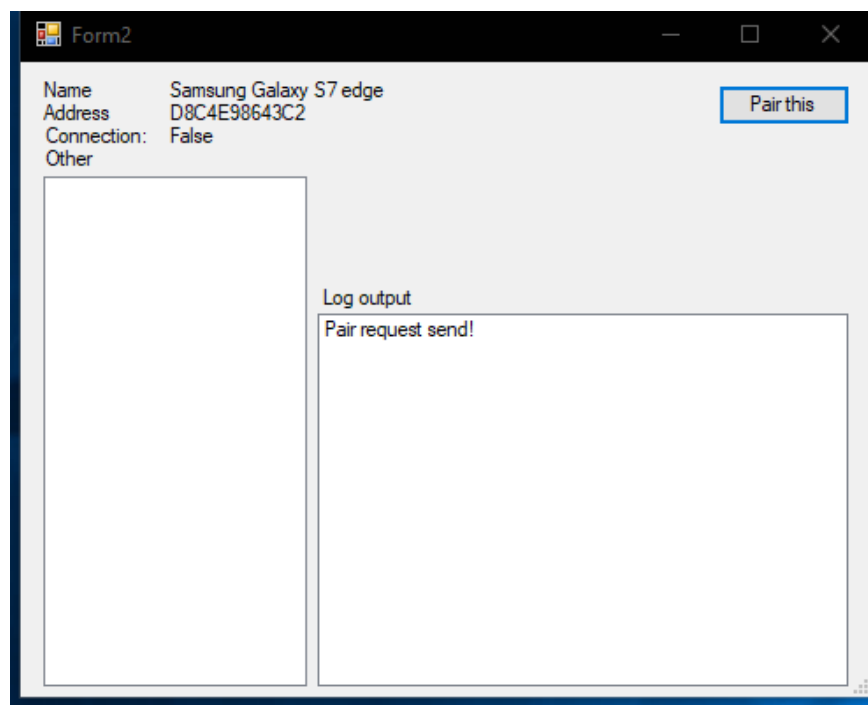 Form2
Name Samsung Galaxy S7 edge
Pair this
Address D8C4E98643C2
Connection: False
Other
Log output
Pair request send!